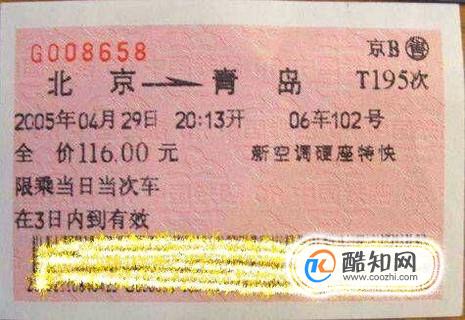 G008658 京B 售
北京→青岛 T195次
2005年04月29日 20:13开 06车102号
全价116.00元 新空调硬座特快
限乘当日当次车
在3日内到有效
酷知网
www.coozhi.com